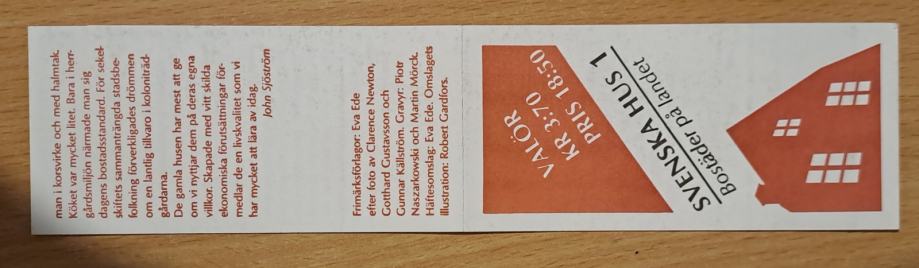 man i korsvirke och med halmtak.
Köket var mycket litet. Bara i herr-
gårdsmiljön närmade man sig
dagens bostadsstandard. För sekel-
skiftets sammanträngda stadsbe-
folkning förverkligades drömmen
om en lantlig tillvaro i koloniträd-
gårdarna.
De gamla husen har mest att ge
om vi nyttjar dem på deras egna
villkor. Skapade med vitt skilda
ekonomiska förutsättningar för-
medlar de en livskvalitet som vi
har mycket att lära av idag.
John Sjöström
Frimärksförlagor: Eva Ede
efter foto av Clarence Newton,
Gotthard Gustavsson och
Gunnar Källström. Gravyr: Piotr
Naszarkowski och Martin Mörck.
Häftesomslag: Eva Ede. Omslagets
illustration: Robert Gardfors.
VALÖR
KR 3:70
PRIS 18:50
SVENSKA HUS 1
Bostäder på landet